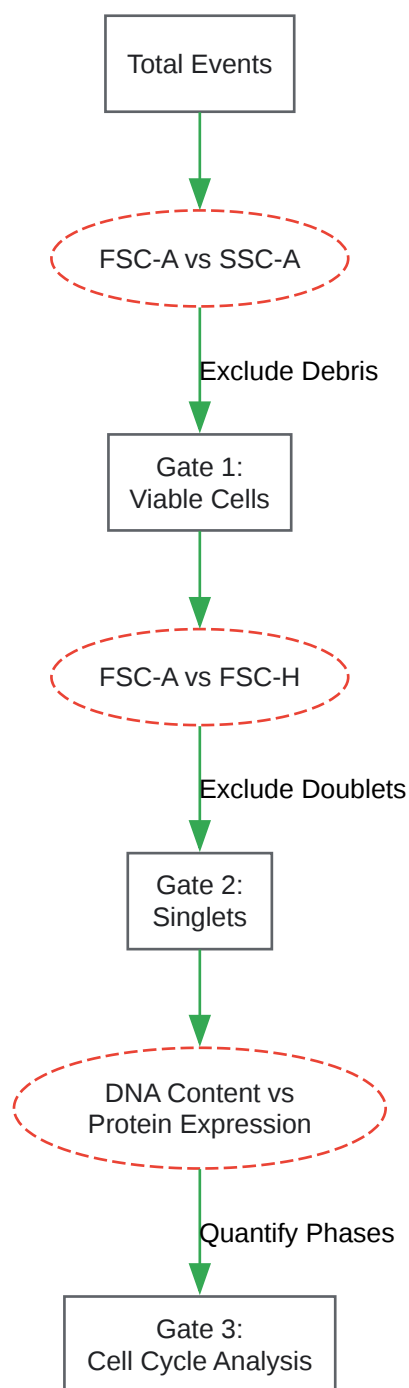 Total Events
FSC-A vs SSC-A
Exclude Debris
Gate 1:
Viable Cells
FSC-A vs FSC-H
Exclude Doublets
Gate 2:
Singlets
DNA Content vs
Protein Expression
Quantify Phases
Gate 3:
Cell Cycle Analysis